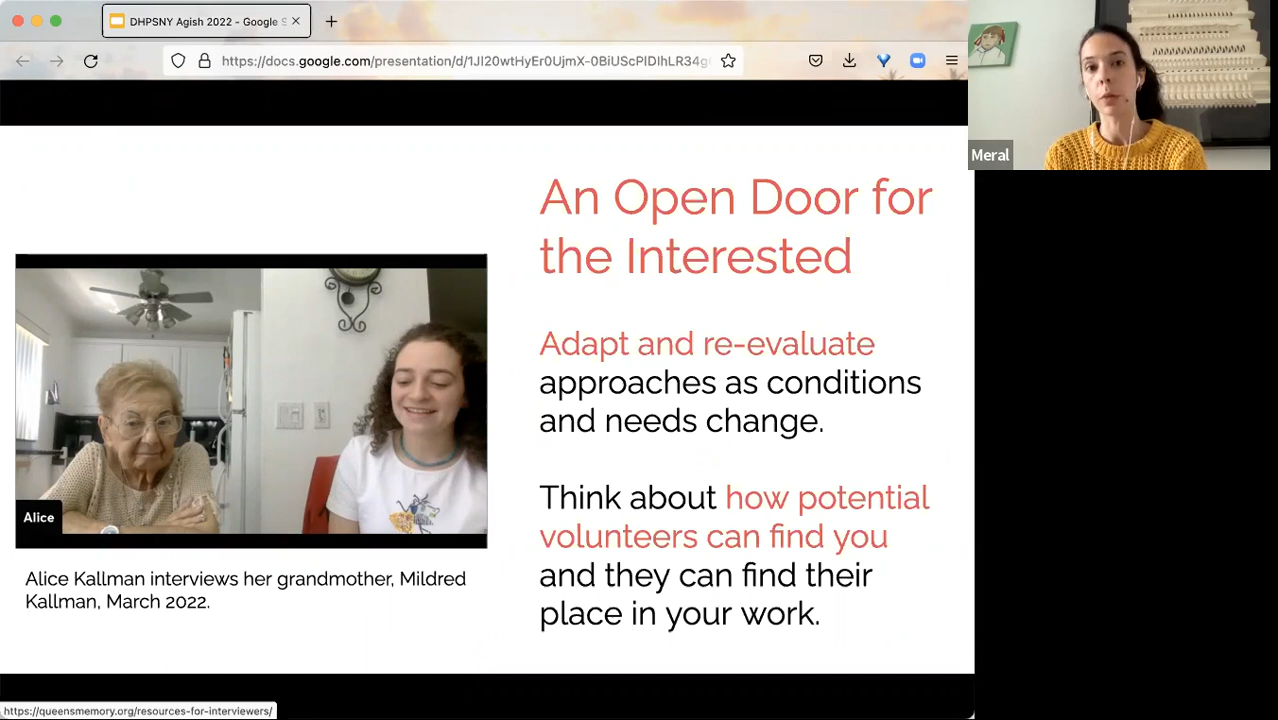 DHPSNY Agish 2022 - Google S
https://docs.google.com/presentation/d/1JI20wtHyEr0UjmX-0BiUScPIDIhLR34g
Meral
An Open Door for
the Interested
Adapt and re-evaluate
approaches as conditions
and needs change.
Think about how potential
volunteers can find you
and they can find their
place in your work.
Alice
Alice Kallman interviews her grandmother, Mildred
Kallman, March 2022.
https://queensmemory.org/resources-for-interviewers/